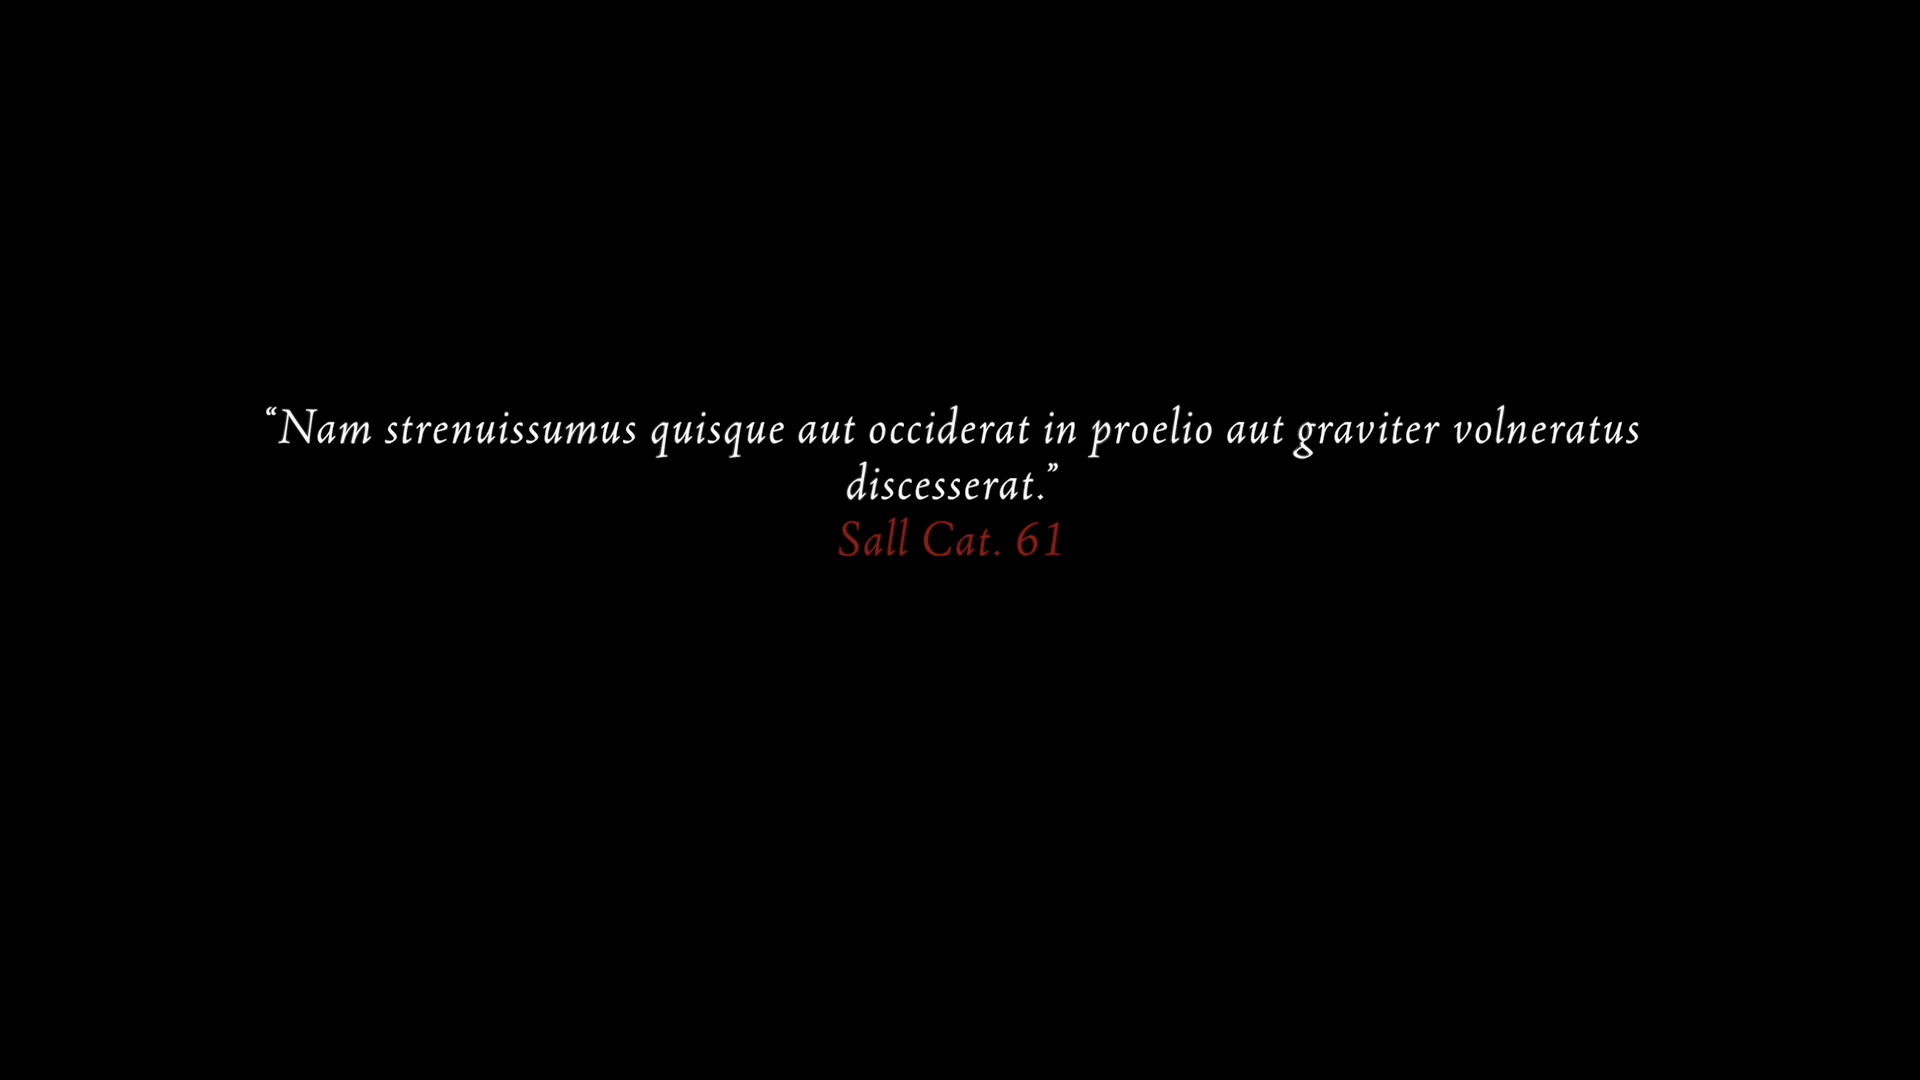 “Nam strenuissumus quisque aut occiderat in proelio aut graviter volneratus
discesserat.”
Sall Cat. 61